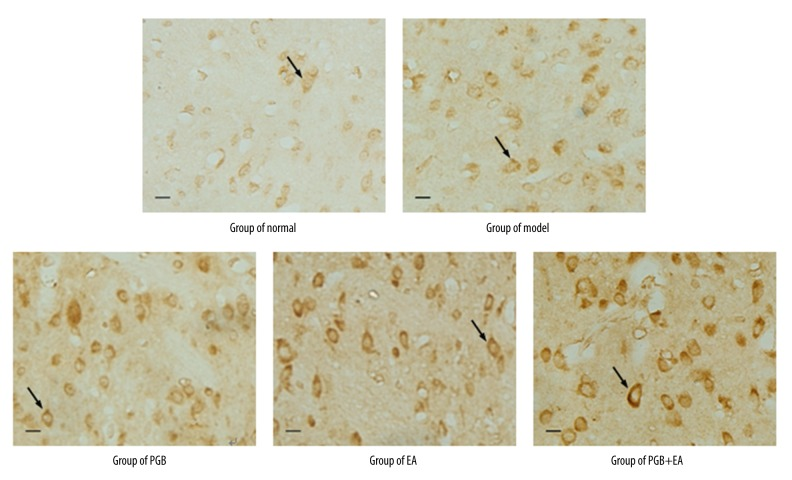 Group of normal
Group of model
Group of PGB
Group of EA
Group of PGB+EA